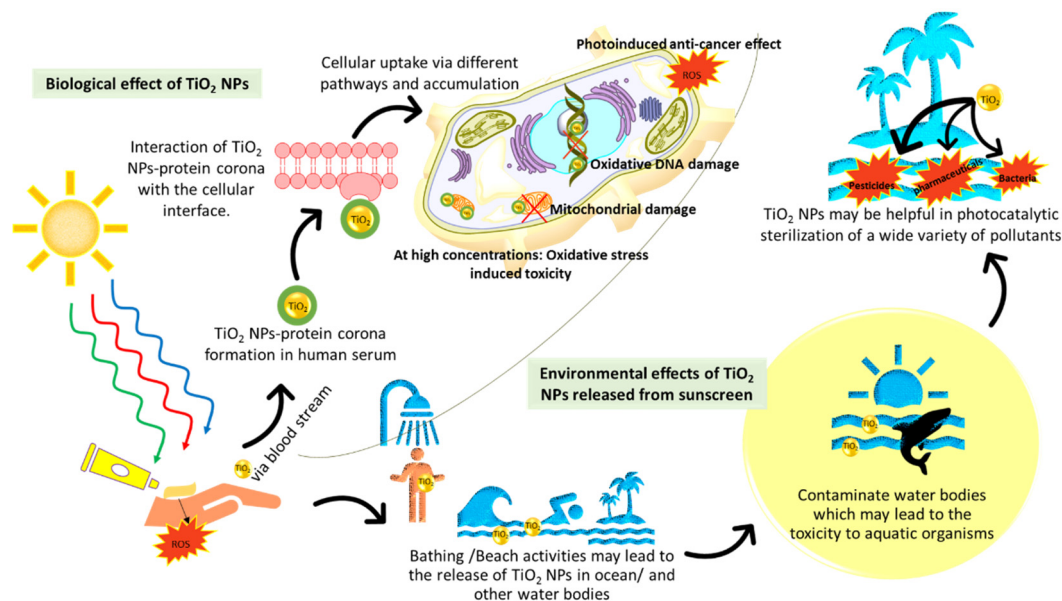 Biological effect of TiO₂ NPs
Cellular uptake via different
pathways and accumulation
Photoinduced anti-cancer effect
ROS
Interaction of TiO₂
NPs-protein corona
with the cellular
interface.
TiO₂
Oxidative DNA damage
Mitochondrial damage
At high concentrations: Oxidative stress
induced toxicity
TiO₂
TiO₂ NPs-protein corona
formation in human serum
TiO₂
via blood stream
ROS
TiO₂
Bathing /Beach activities may lead to
the release of TiO₂ NPs in ocean/ and
other water bodies
TiO₂
TiO₂
Environmental effects of TiO₂
NPs released from sunscreen
TiO₂
TiO₂
Contaminate water bodies
which may lead to the
toxicity to aquatic organisms
TiO₂
Pesticides
pharmaceuticals
Bacteria
TiO₂ NPs may be helpful in photocatalytic
sterilization of a wide variety of pollutants